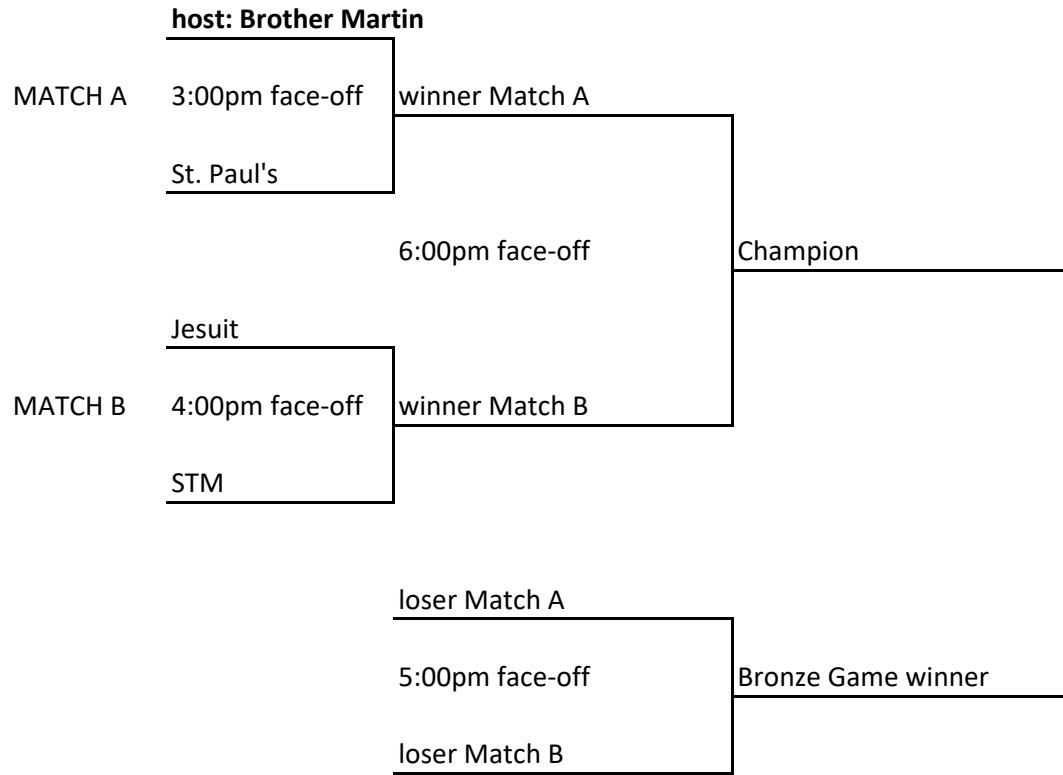 host: Brother Martin
MATCH A 3:00pm face-off winner Match A
St. Paul's
6:00pm face-off Champion
Jesuit
MATCH B 4:00pm face-off winner Match B
STM
loser Match A
5:00pm face-off Bronze Game winner
loser Match B